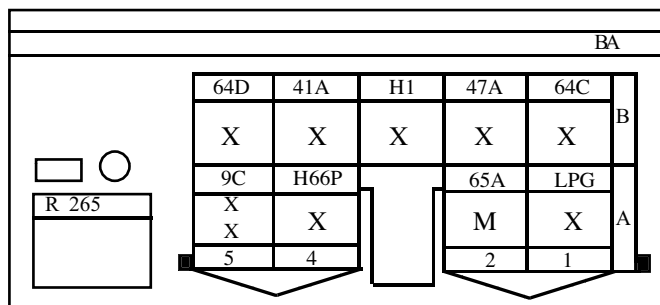 BA
64D 41A H1 47A 64C
X X X X X B
9C H66P 65A LPG
R 265
X
X X M X A
5 4 2 1